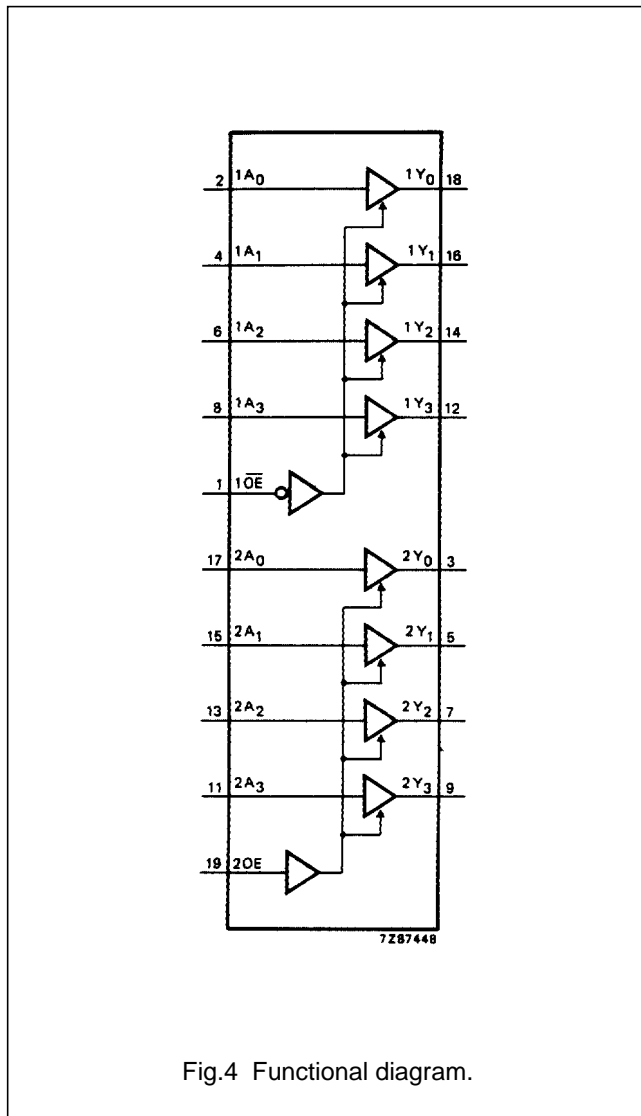 2 1A0 1Y0 18
4 1A1 1Y1 16
6 1A2 1Y2 14
8 1A3 1Y3 12
1 1O̅E̅
17 2A0 2Y0 3
15 2A1 2Y1 5
13 2A2 2Y2 7
11 2A3 2Y3 9
19 2OE
7Z87448
Fig.4 Functional diagram.